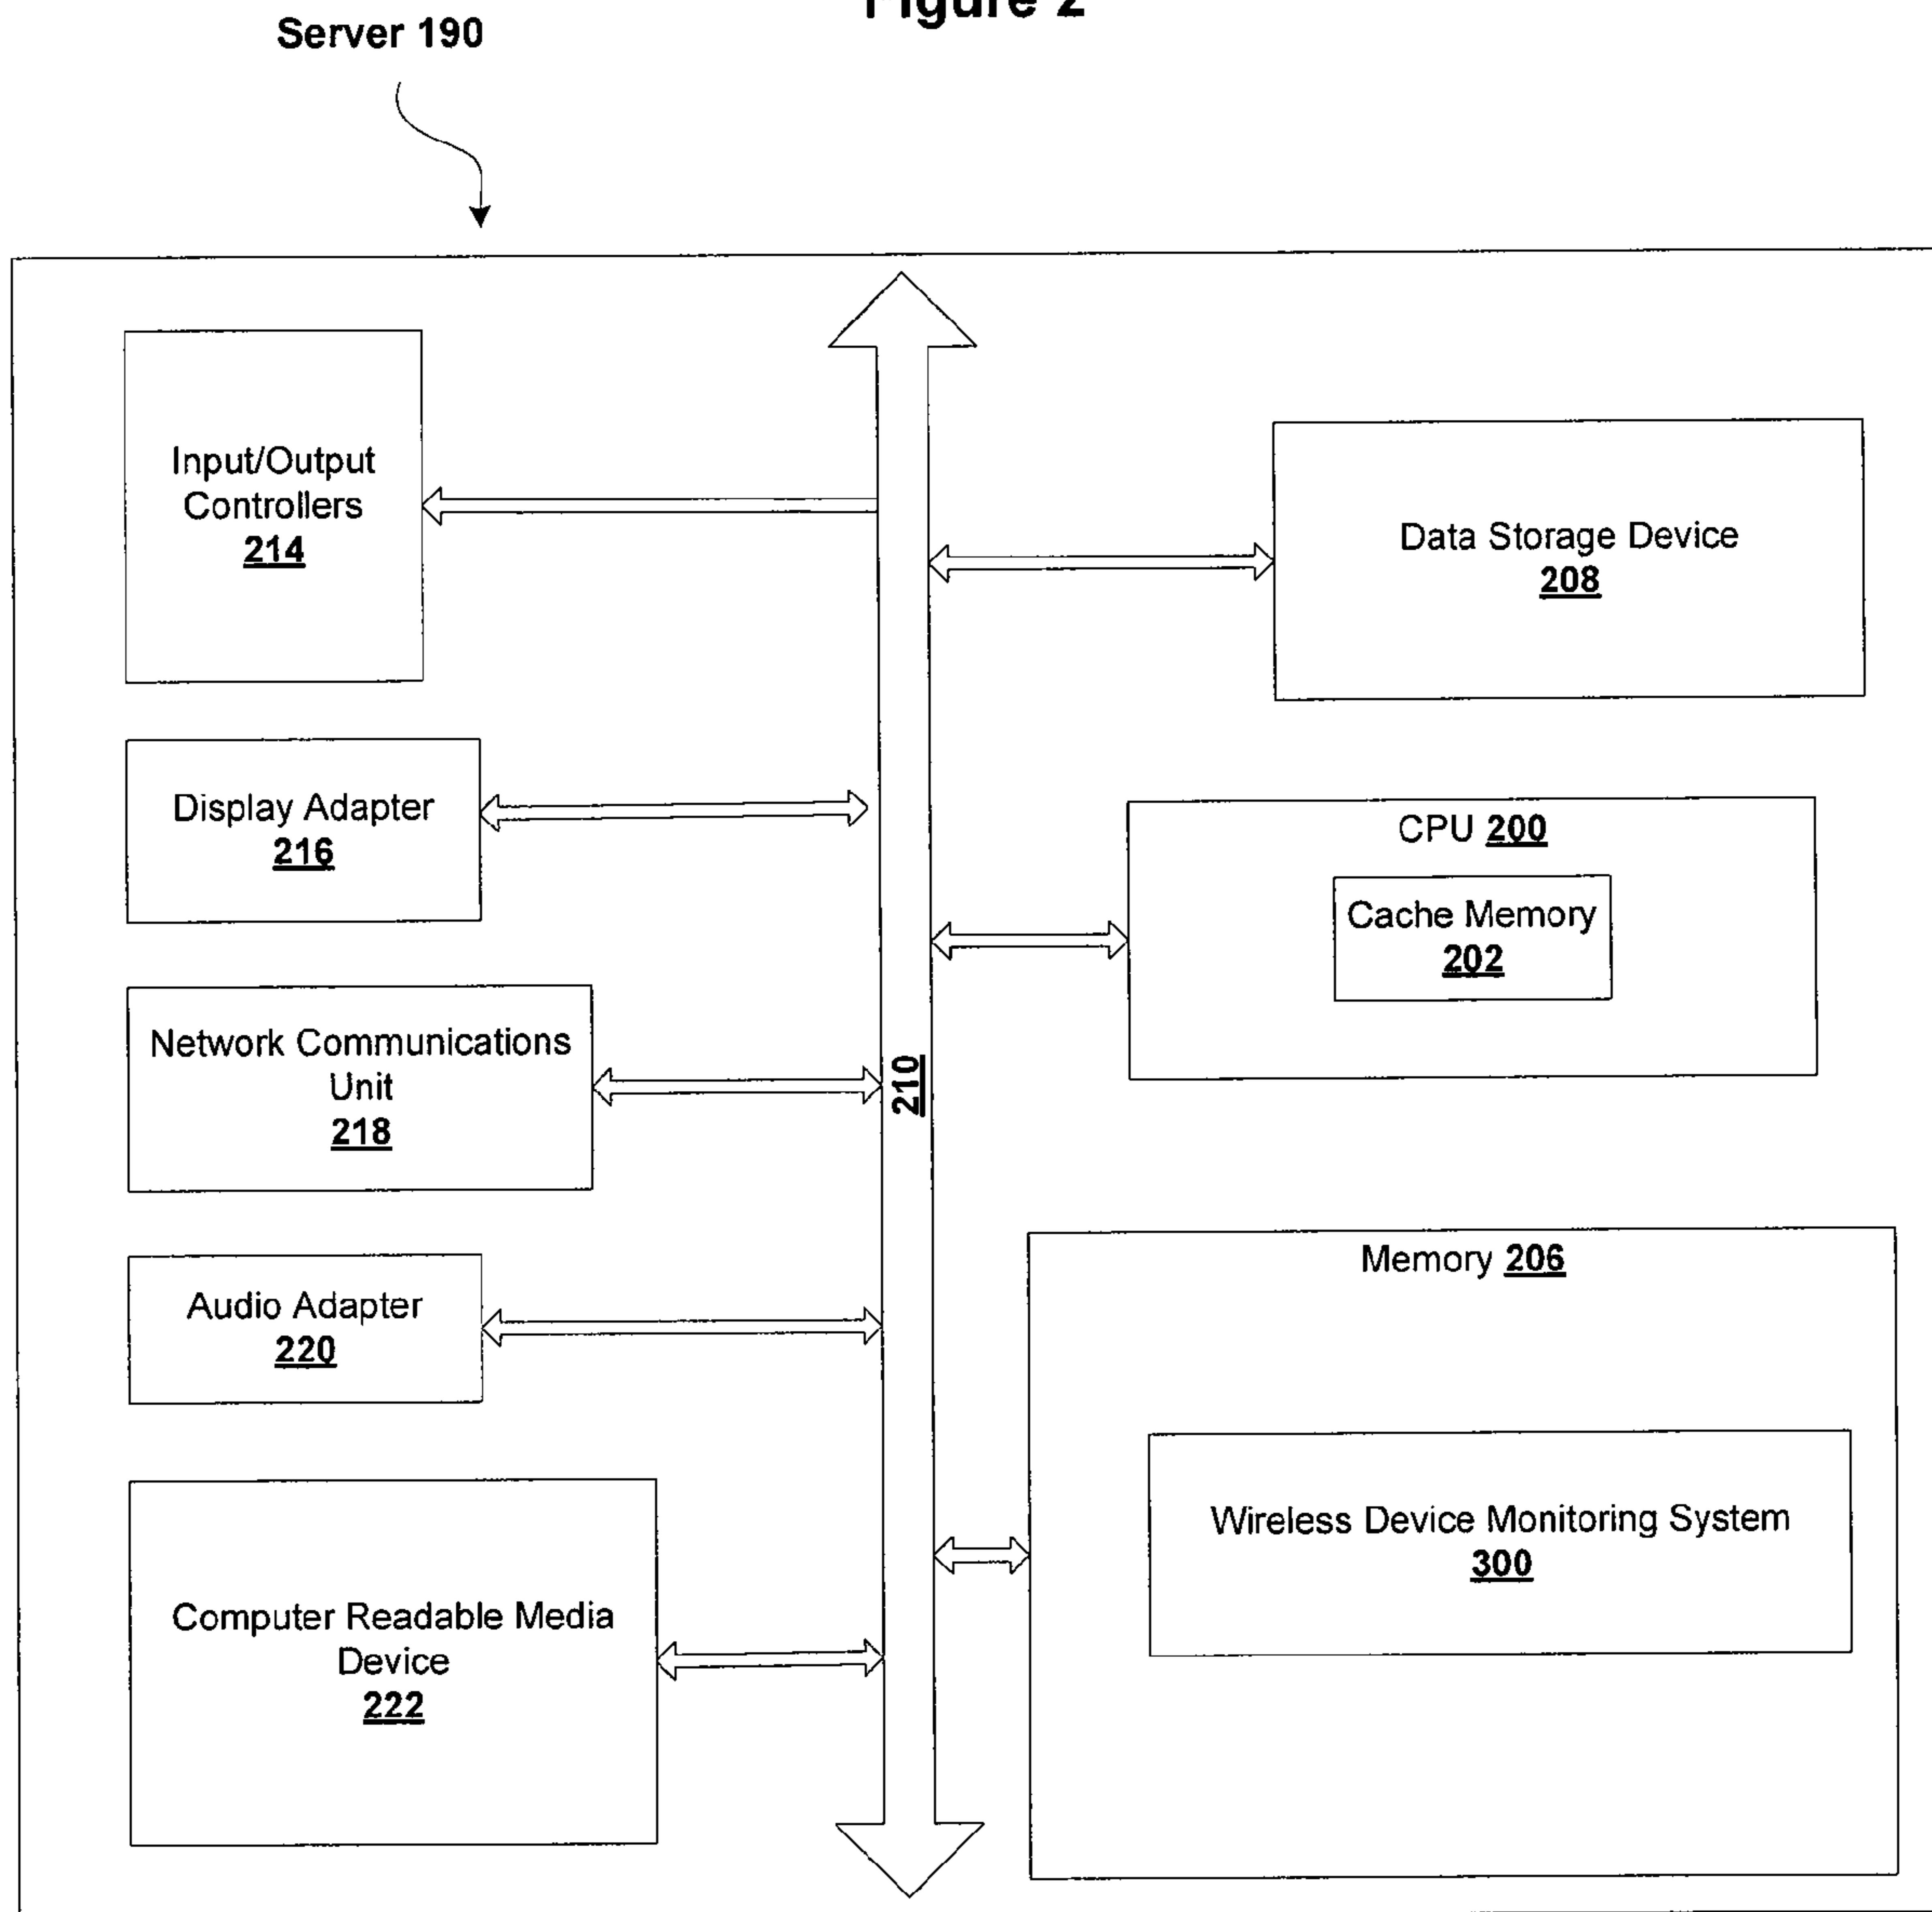 Figure 2
Server 190
Input/Output
Controllers
214
Display Adapter
216
Network Communications
Unit
218
Audio Adapter
220
Computer Readable Media
Device
222
210
Data Storage Device
208
CPU 200
Cache Memory
202
Memory 206
Wireless Device Monitoring System
300